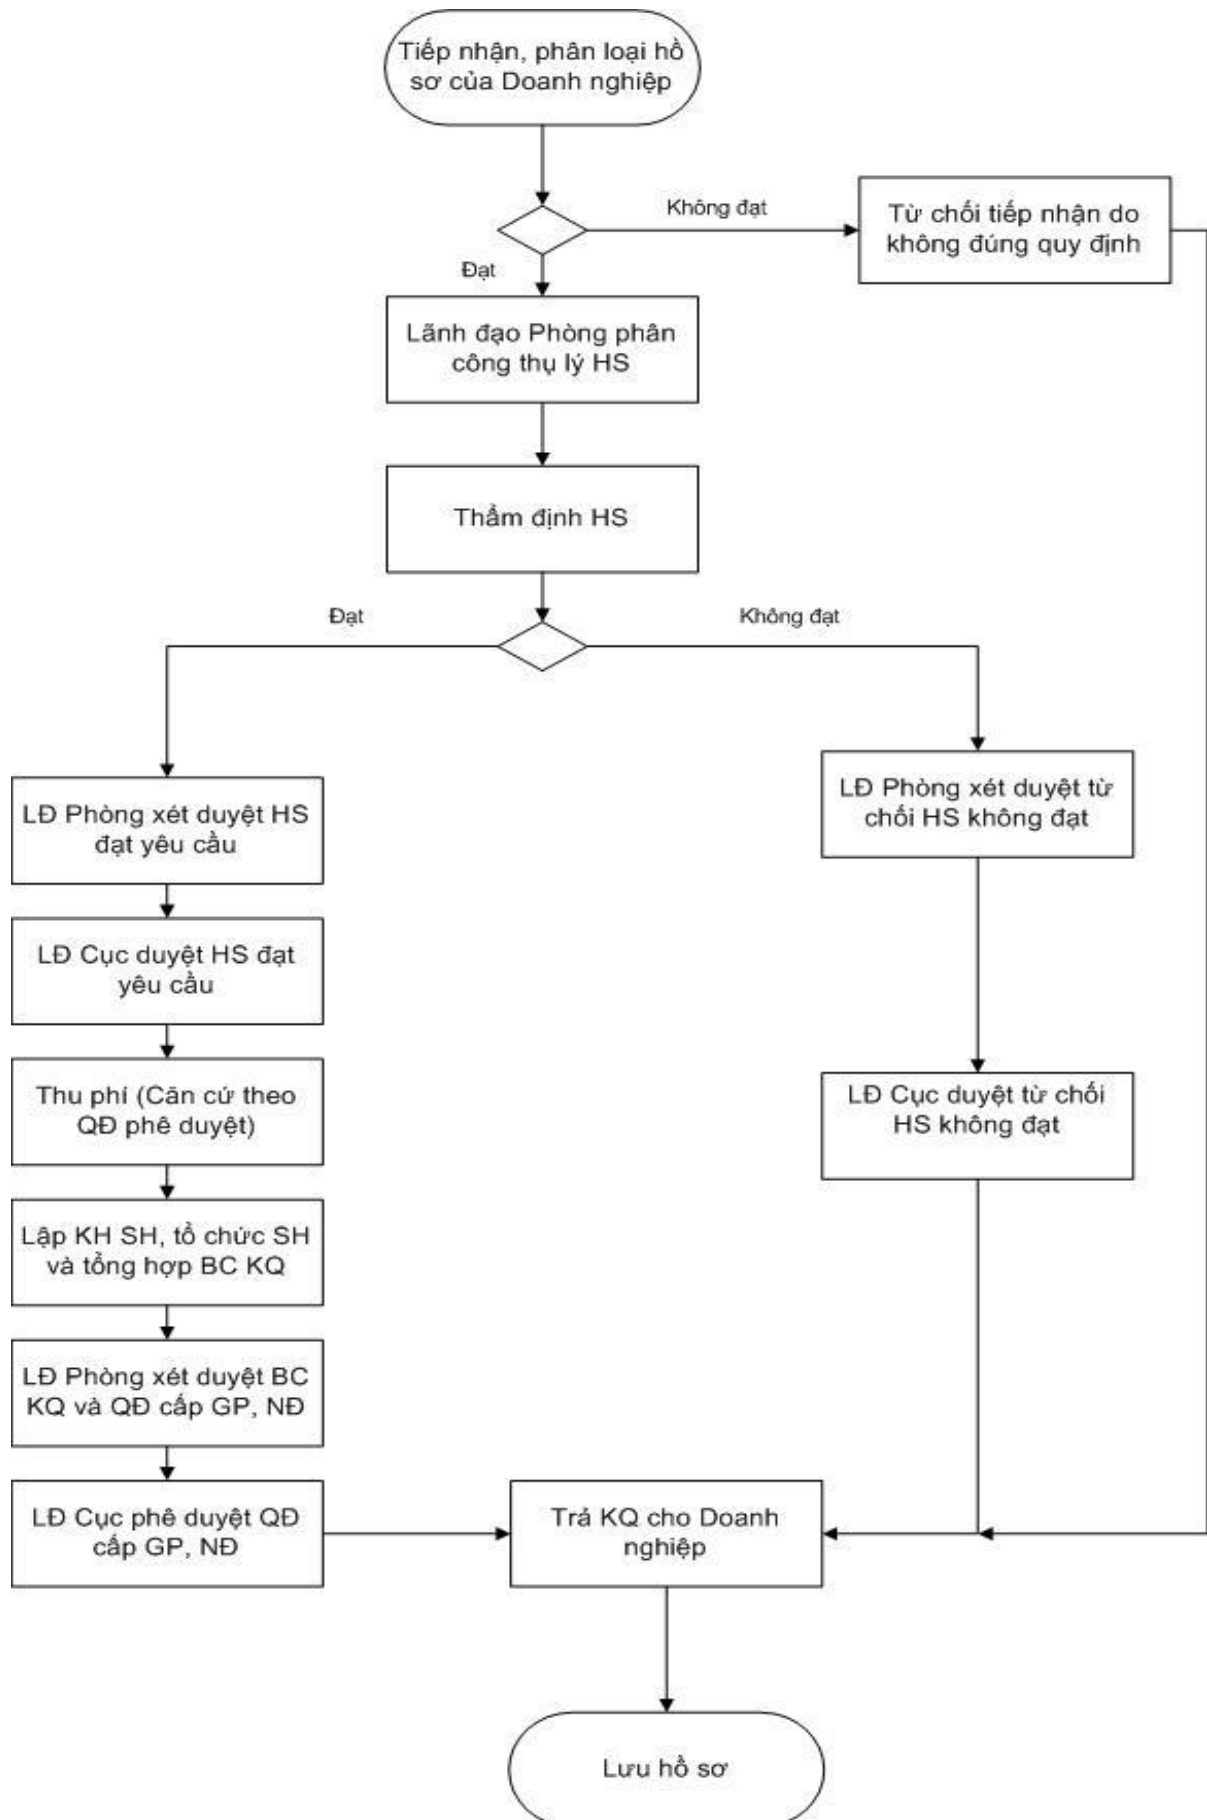 Tiếp nhận, phân loại hồ
sơ của Doanh nghiệp
Không đạt
Từ chối tiếp nhận do
không đúng quy định
Đạt
Lãnh đạo Phòng phân
công thụ lý HS
Thẩm định HS
Đạt
Không đạt
LĐ Phòng xét duyệt HS
đạt yêu cầu
LĐ Phòng xét duyệt từ
chối HS không đạt
LĐ Cục duyệt HS đạt
yêu cầu
Thu phí (Căn cứ theo
QĐ phê duyệt)
LĐ Cục duyệt từ chối
HS không đạt
Lập KH SH, tổ chức SH
và tổng hợp BC KQ
LĐ Phòng xét duyệt BC
KQ và QĐ cấp GP, NĐ
LĐ Cục phê duyệt QĐ
cấp GP, NĐ
Trả KQ cho Doanh
nghiệp
Lưu hồ sơ